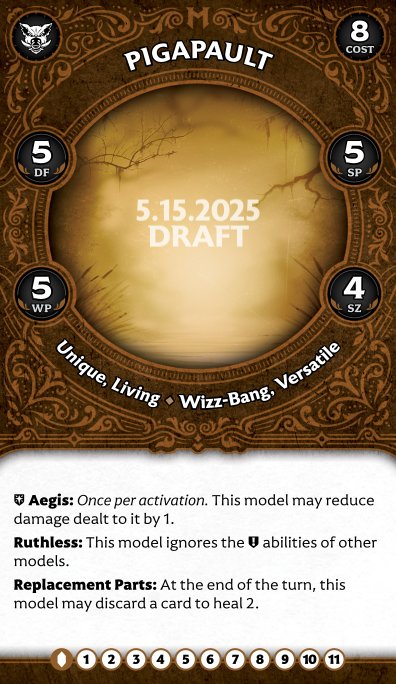 PIGAPAULT
8
COST
5
DF
5
SP
5.15.2025
DRAFT
5
WP
4
SZ
Unique, Living ◆ Wizz-Bang, Versatile
Aegis: Once per activation. This model may reduce
damage dealt to it by 1.
Ruthless: This model ignores the abilities of other
models.
Replacement Parts: At the end of the turn, this
model may discard a card to heal 2.
1 2 3 4 5 6 7 8 9 10 11